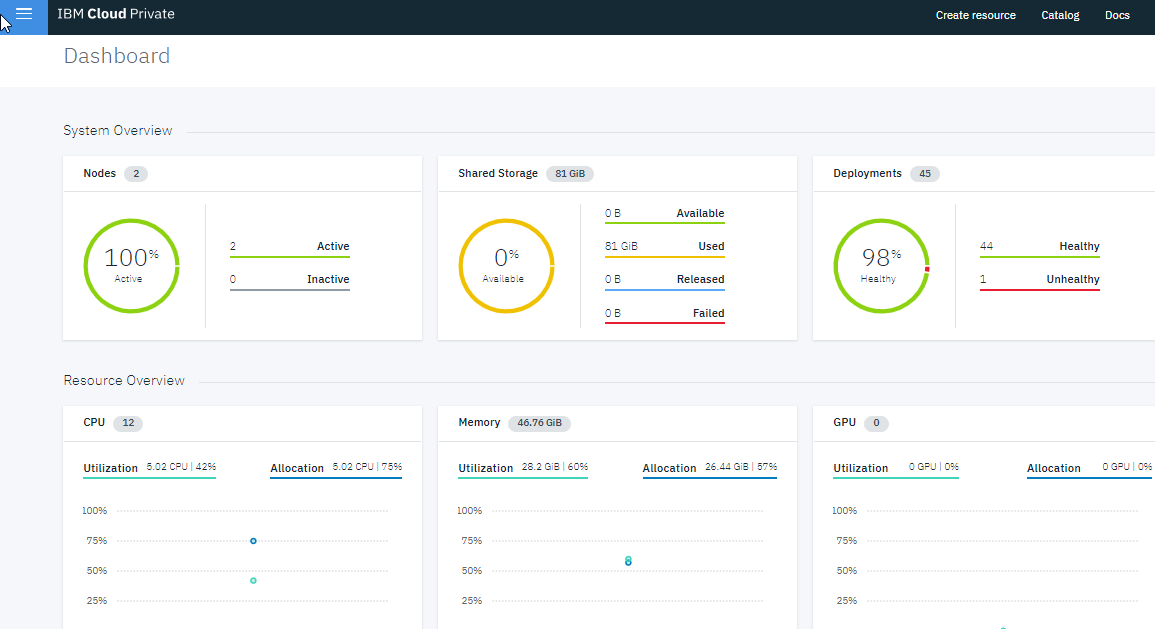 IBM Cloud Private
Create resource Catalog Docs
Dashboard
System Overview
Nodes 2
100%
Active
2 Active
0 Inactive
Shared Storage 81 GiB
0%
Available
0 B Available
81 GiB Used
0 B Released
0 B Failed
Deployments 45
98%
Healthy
44 Healthy
1 Unhealthy
Resource Overview
CPU 12
Utilization 5.02 CPU | 42%
Allocation 5.02 CPU | 75%
100%
75%
50%
25%
Memory 46.76 GiB
Utilization 28.2 GiB | 60%
Allocation 26.44 GiB | 57%
100%
75%
50%
25%
GPU 0
Utilization 0 GPU | 0%
Allocation 0 GPU | 0%
100%
75%
50%
25%